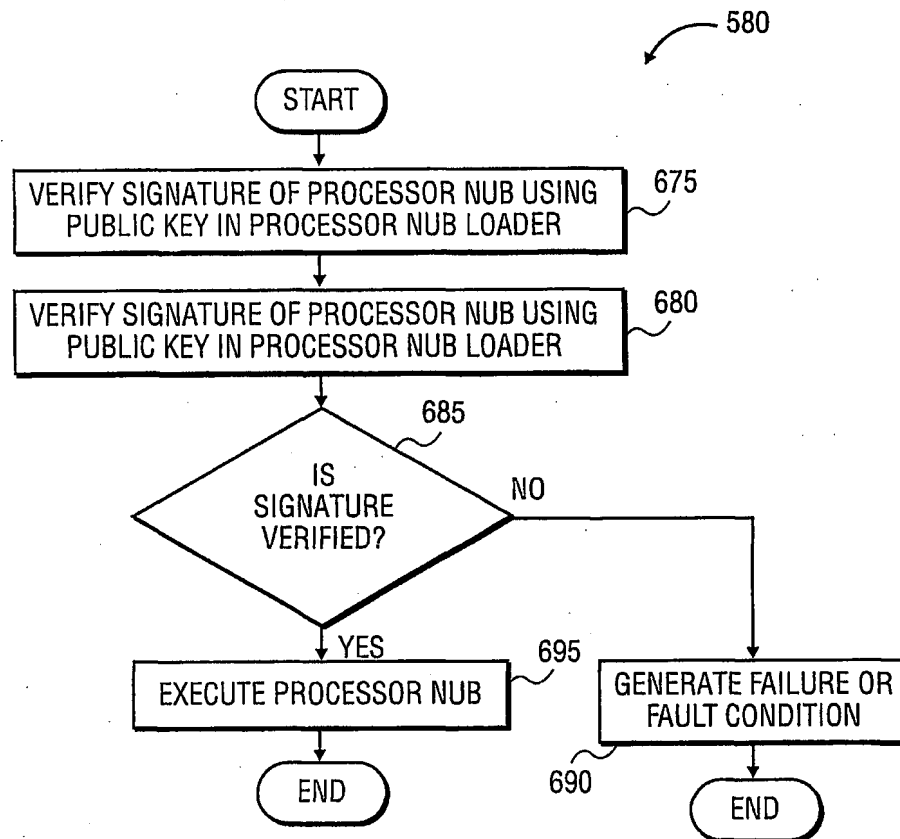 580
START
VERIFY SIGNATURE OF PROCESSOR NUB USING
PUBLIC KEY IN PROCESSOR NUB LOADER
675
VERIFY SIGNATURE OF PROCESSOR NUB USING
PUBLIC KEY IN PROCESSOR NUB LOADER
680
685
IS
SIGNATURE
VERIFIED?
NO
YES
EXECUTE PROCESSOR NUB
695
GENERATE FAILURE OR
FAULT CONDITION
690
END
END